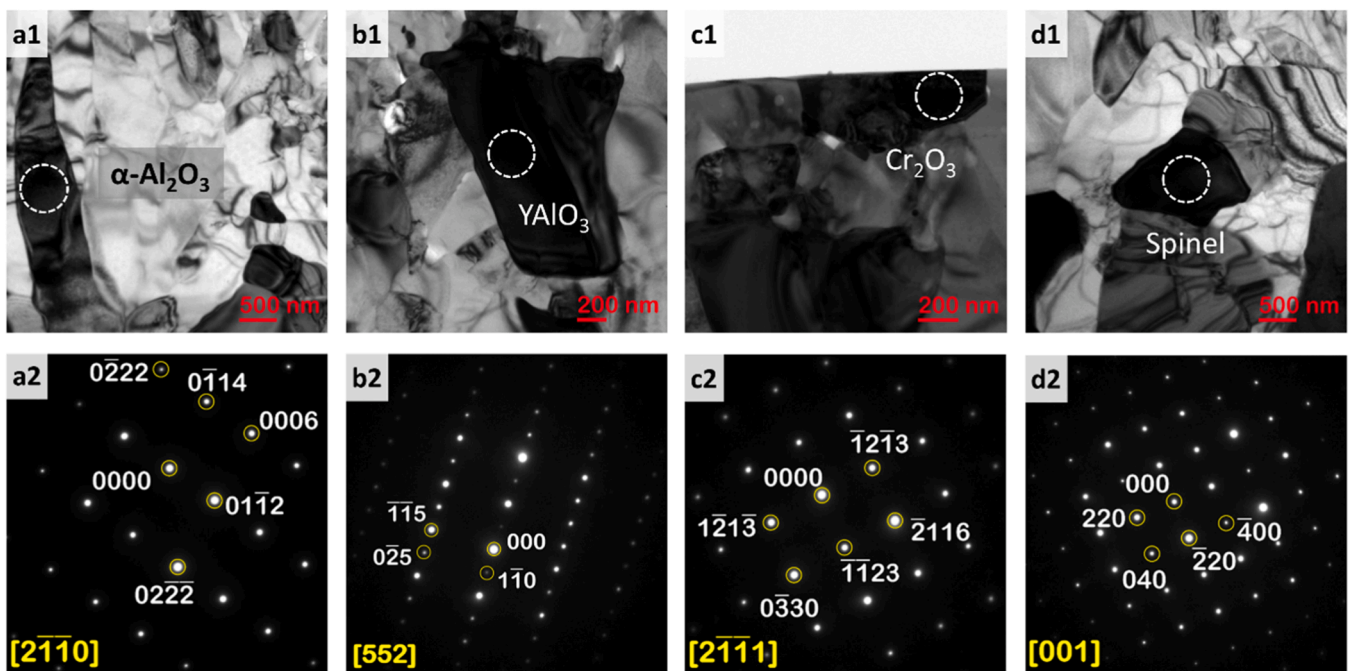 a1
α-Al₂O₃
500 nm
b1
YAlO₃
200 nm
c1
Cr₂O₃
200 nm
d1
Spinel
500 nm
a2
02̅22
01̅14
0006
0000
011̅2
022̅2̅
[21̅1̅0]
b2
1̅1̅5
02̅5
000
11̅0
[552]
c2
1̅21̅3
0000
12̅13̅
2̅116
1̅1̅23
03̅30
[21̅1̅1]
d2
000
220
4̅00
2̅20
040
[001]